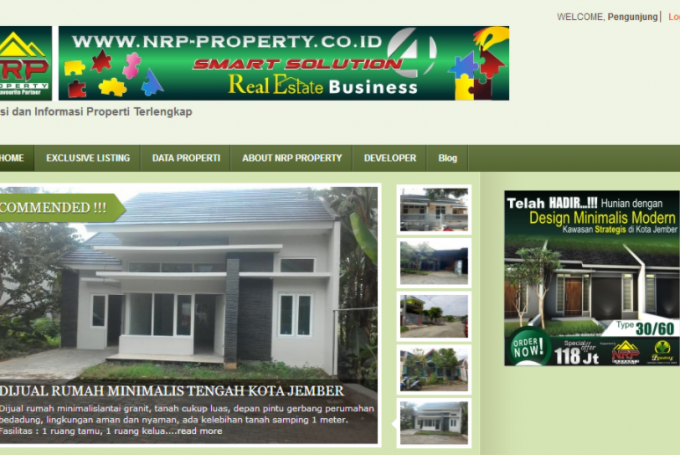 WELCOME, Pengunjung | Lo
WWW.NRP-PROPERTY.CO.ID
SMART SOLUTION 4
Real Estate Business
NRP
PROPERTY
Favourite Partner
si dan Informasi Properti Terlengkap
HOME EXCLUSIVE LISTING DATA PROPERTI ABOUT NRP PROPERTY DEVELOPER Blog
COMMENDED !!!
DIJUAL RUMAH MINIMALIS TENGAH KOTA JEMBER
Dijual rumah minimalislantai granit, tanah cukup luas, depan pintu gerbang perumahan
bedadung, lingkungan aman dan nyaman, ada kelebihan tanah samping 1 meter.
Fasilitas : 1 ruang tamu, 1 ruang kelua....read more
Telah HADIR..!!! Hunian dengan
Design Minimalis Modern
Kawasan Strategis di Kota Jember
Type 30/60
ORDER
NOW!
Special offer
118 Jt
NRP